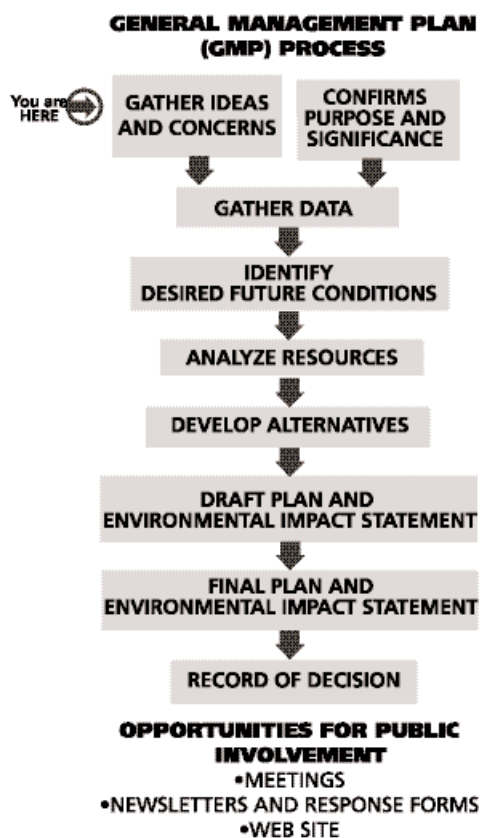 GENERAL MANAGEMENT PLAN
(GMP) PROCESS
You are
HERE
GATHER IDEAS
AND CONCERNS
CONFIRMS
PURPOSE AND
SIGNIFICANCE
GATHER DATA
IDENTIFY
DESIRED FUTURE CONDITIONS
ANALYZE RESOURCES
DEVELOP ALTERNATIVES
DRAFT PLAN AND
ENVIRONMENTAL IMPACT STATEMENT
FINAL PLAN AND
ENVIRONMENTAL IMPACT STATEMENT
RECORD OF DECISION
OPPORTUNITIES FOR PUBLIC
INVOLVEMENT
•MEETINGS
•NEWSLETTERS AND RESPONSE FORMS
•WEB SITE